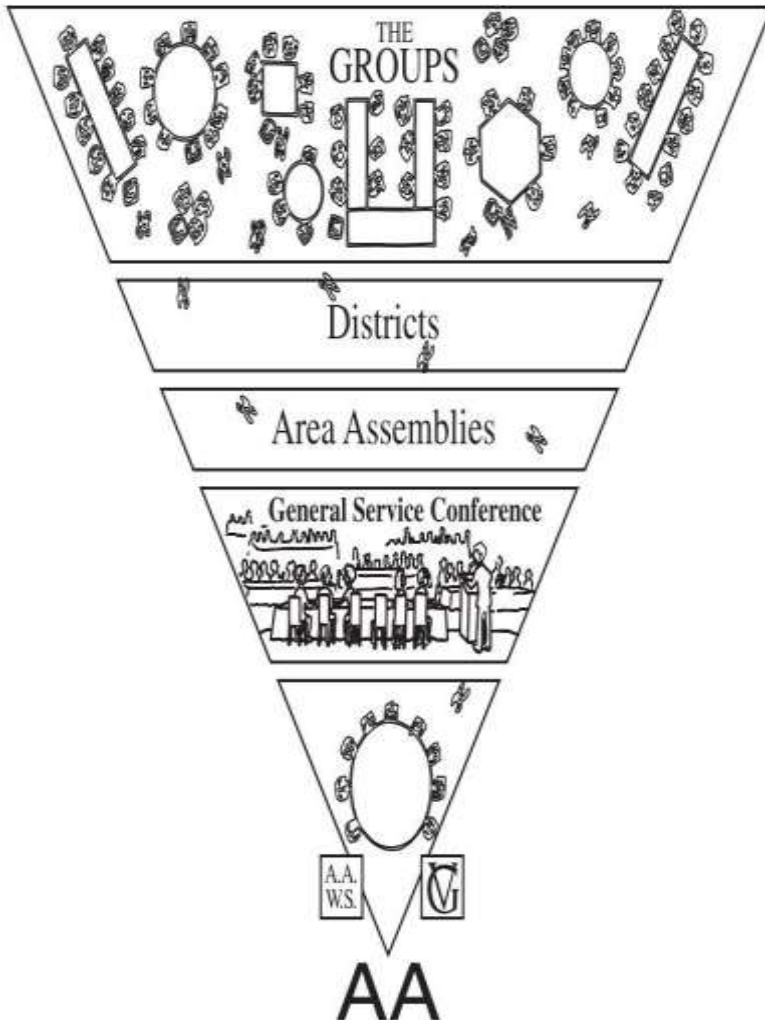 THE
GROUPS
Districts
Area Assemblies
General Service Conference
A.A.
W.S.
GV
AA